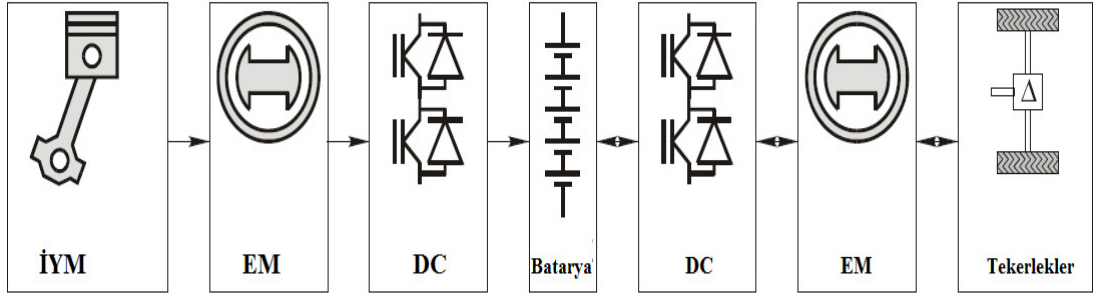 İYM
EM
DC
Batarya
DC
EM
Tekerlekler
Δ